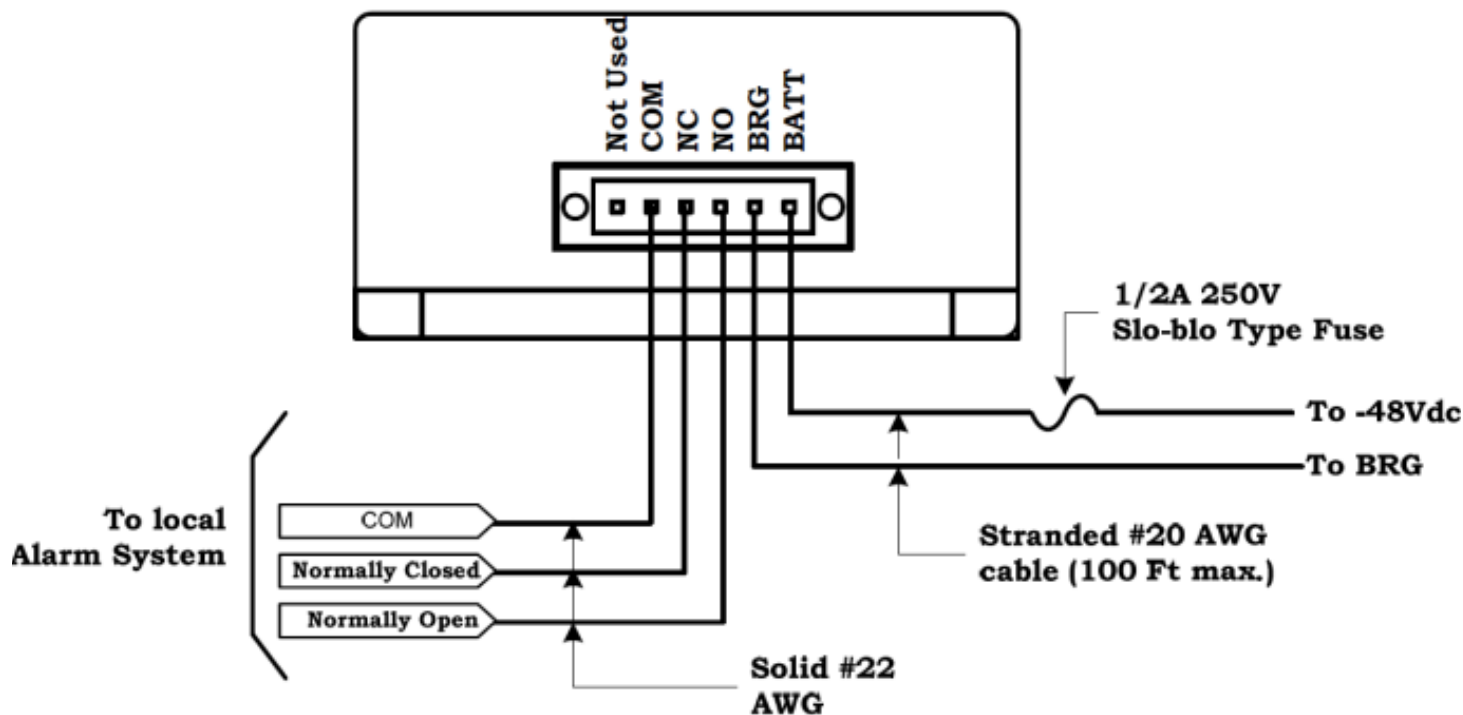 Not Used
COM
NC
NO
BRG
BATT
1/2A 250V
Slo-blo Type Fuse
To -48Vdc
To BRG
To local
Alarm System
COM
Normally Closed
Normally Open
Stranded #20 AWG
cable (100 Ft max.)
Solid #22
AWG